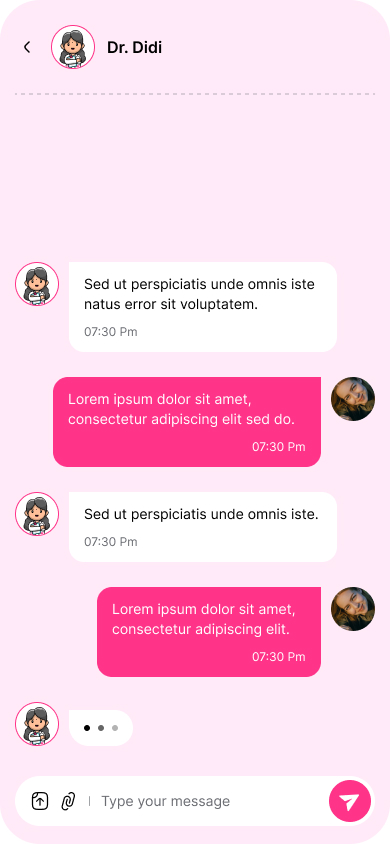 Dr. Didi
Sed ut perspiciatis unde omnis iste
natus error sit voluptatem.
07:30 Pm
Lorem ipsum dolor sit amet,
consectetur adipiscing elit sed do.
07:30 Pm
Sed ut perspiciatis unde omnis iste.
07:30 Pm
Lorem ipsum dolor sit amet,
consectetur adipiscing elit.
07:30 Pm
Type your message